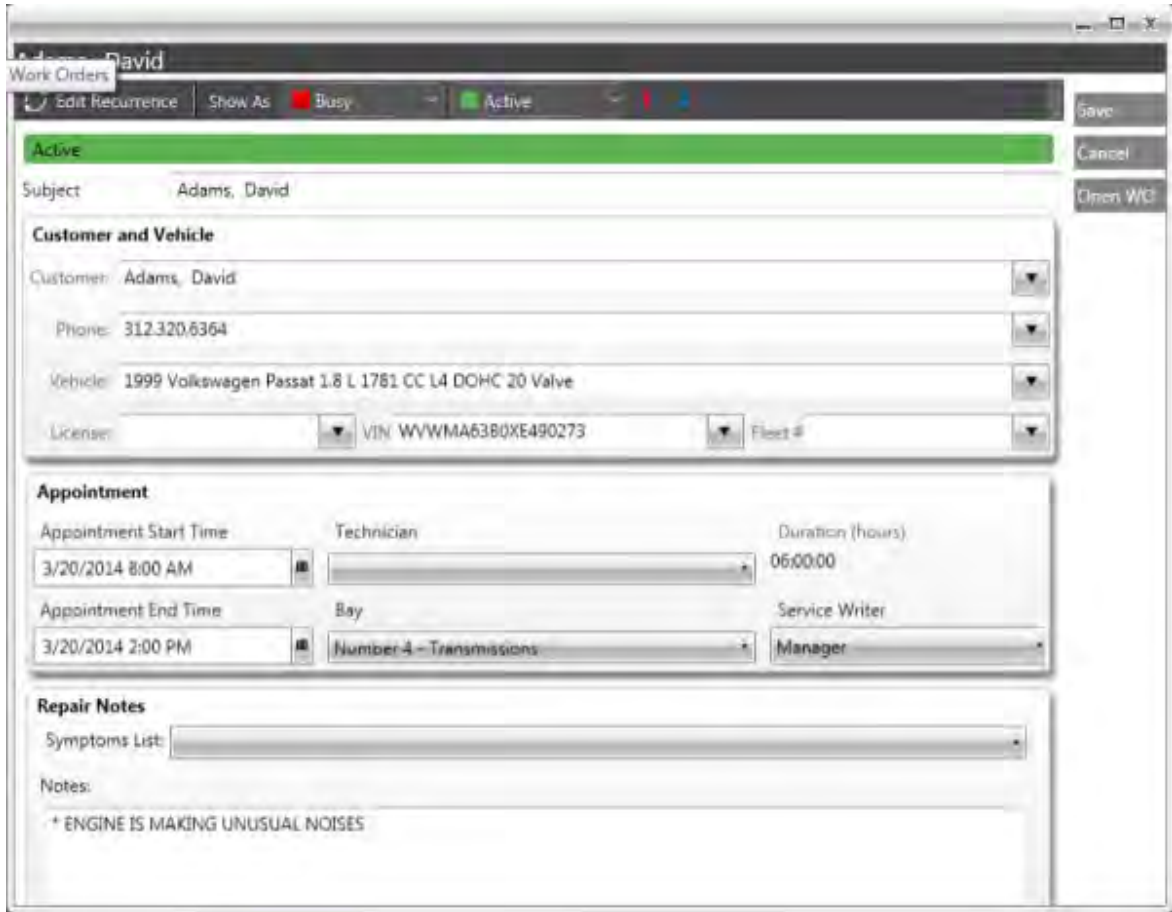 Adams, David
Work Orders
Edit Recurrence Show As Busy Active
Save
Active
Cancel
Subject Adams, David
Open WO
Customer and Vehicle
Customer: Adams, David
Phone: 312.320.6364
Vehicle: 1999 Volkswagen Passat 1.8 L 1781 CC L4 DOHC 20 Valve
License: VIN WVWMA63B0XE490273 Fleet #
Appointment
Appointment Start Time Technician Duration (hours)
3/20/2014 8:00 AM 06:00:00
Appointment End Time Bay Service Writer
3/20/2014 2:00 PM Number 4 - Transmissions Manager
Repair Notes
Symptoms List:
Notes:
* ENGINE IS MAKING UNUSUAL NOISES